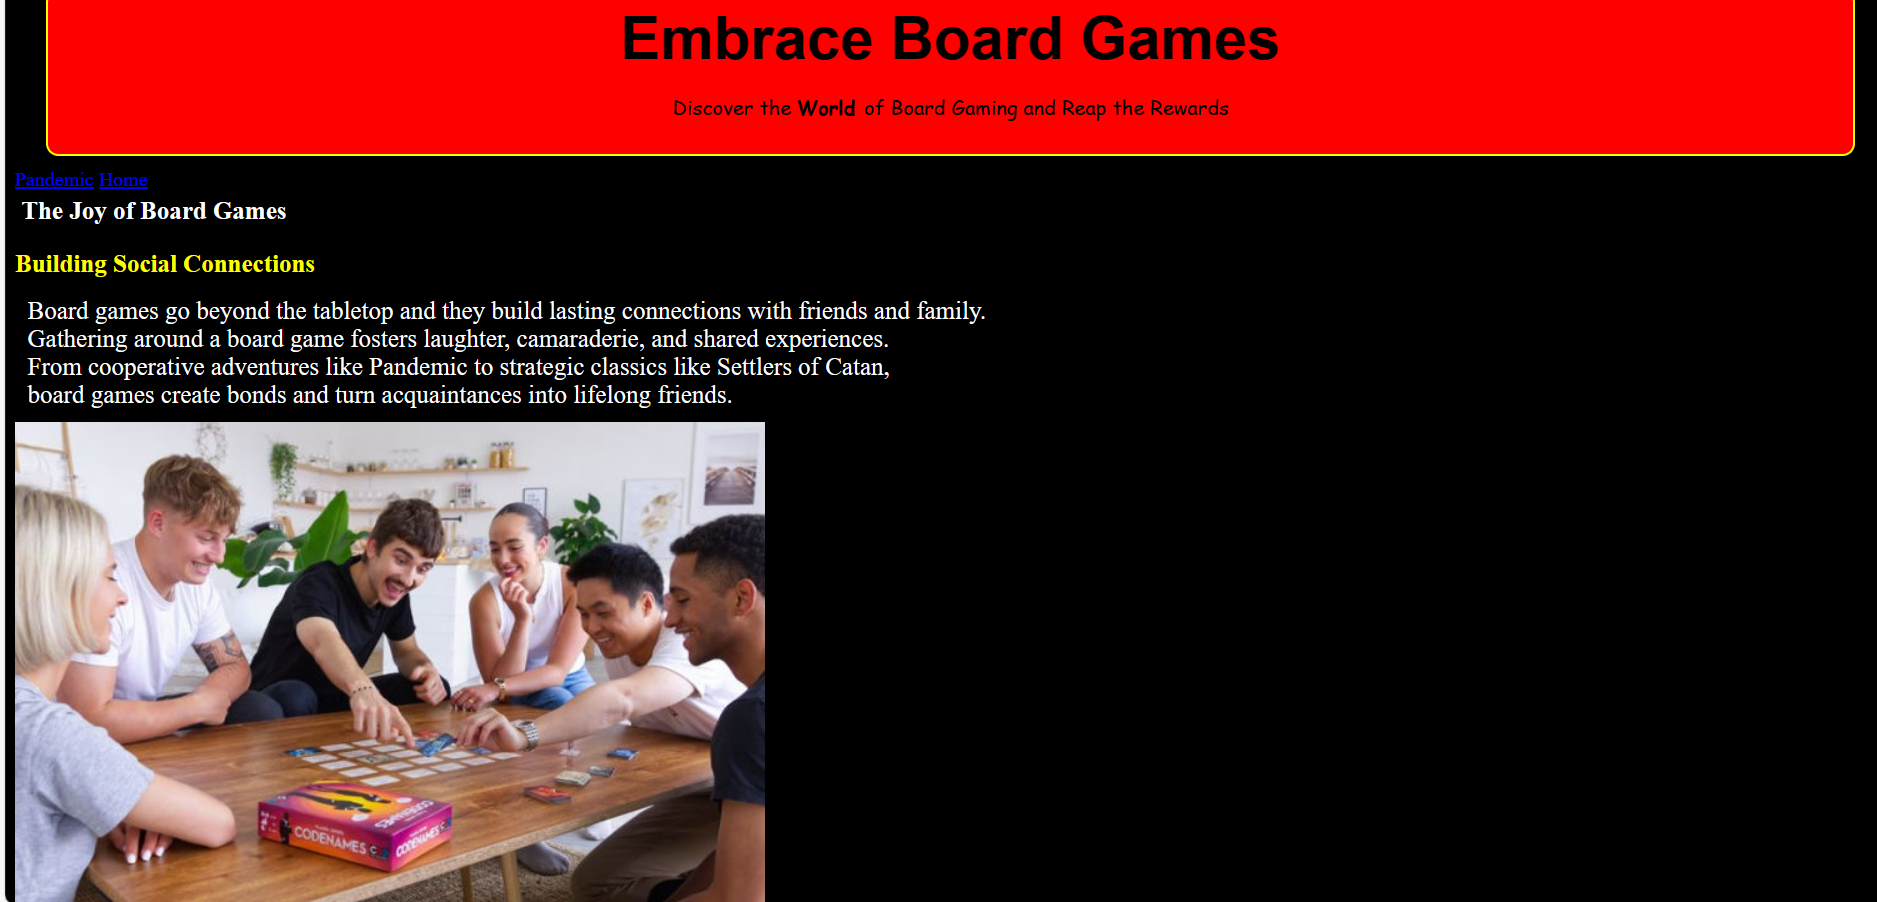 Embrace Board Games
Discover the World of Board Gaming and Reap the Rewards
Pandemic Home
The Joy of Board Games
Building Social Connections
Board games go beyond the tabletop and they build lasting connections with friends and family.
Gathering around a board game fosters laughter, camaraderie, and shared experiences.
From cooperative adventures like Pandemic to strategic classics like Settlers of Catan,
board games create bonds and turn acquaintances into lifelong friends.
CODENAMES
CODENAMES
CODENAMES